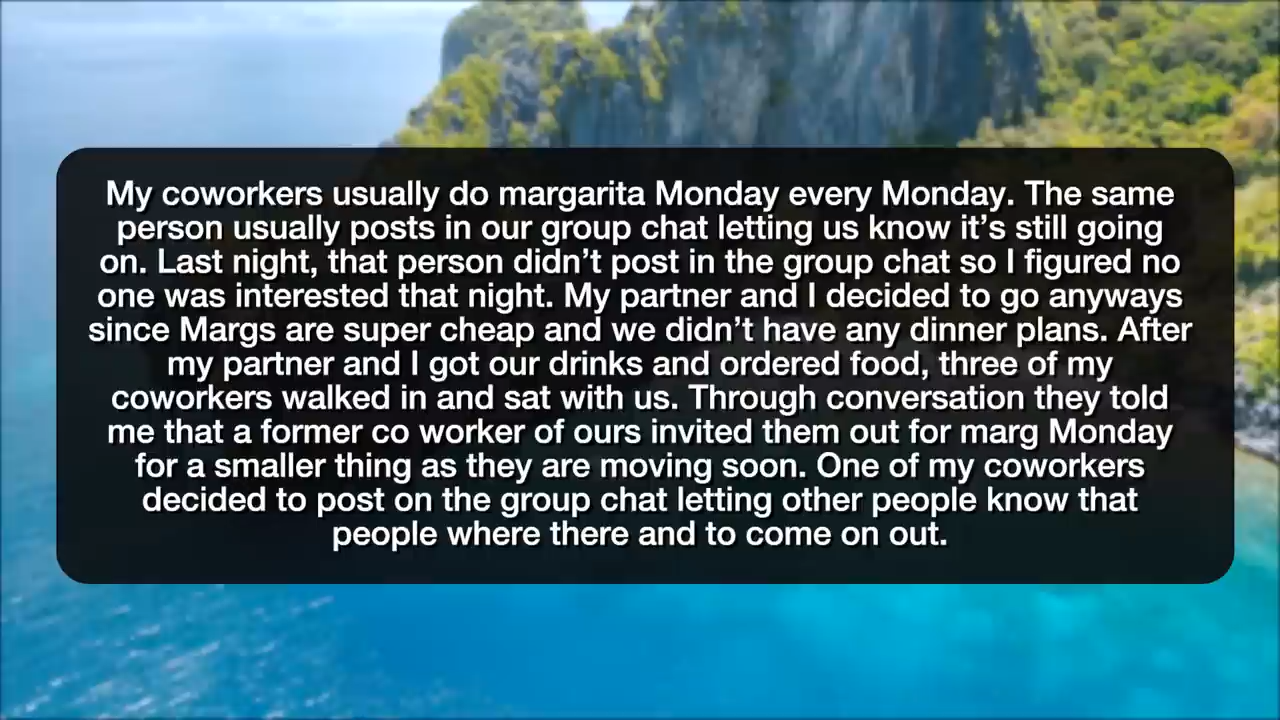 My coworkers usually do margarita Monday every Monday. The same
person usually posts in our group chat letting us know it’s still going
on. Last night, that person didn’t post in the group chat so I figured no
one was interested that night. My partner and I decided to go anyways
since Margs are super cheap and we didn’t have any dinner plans. After
my partner and I got our drinks and ordered food, three of my
coworkers walked in and sat with us. Through conversation they told
me that a former co worker of ours invited them out for marg Monday
for a smaller thing as they are moving soon. One of my coworkers
decided to post on the group chat letting other people know that
people where there and to come on out.